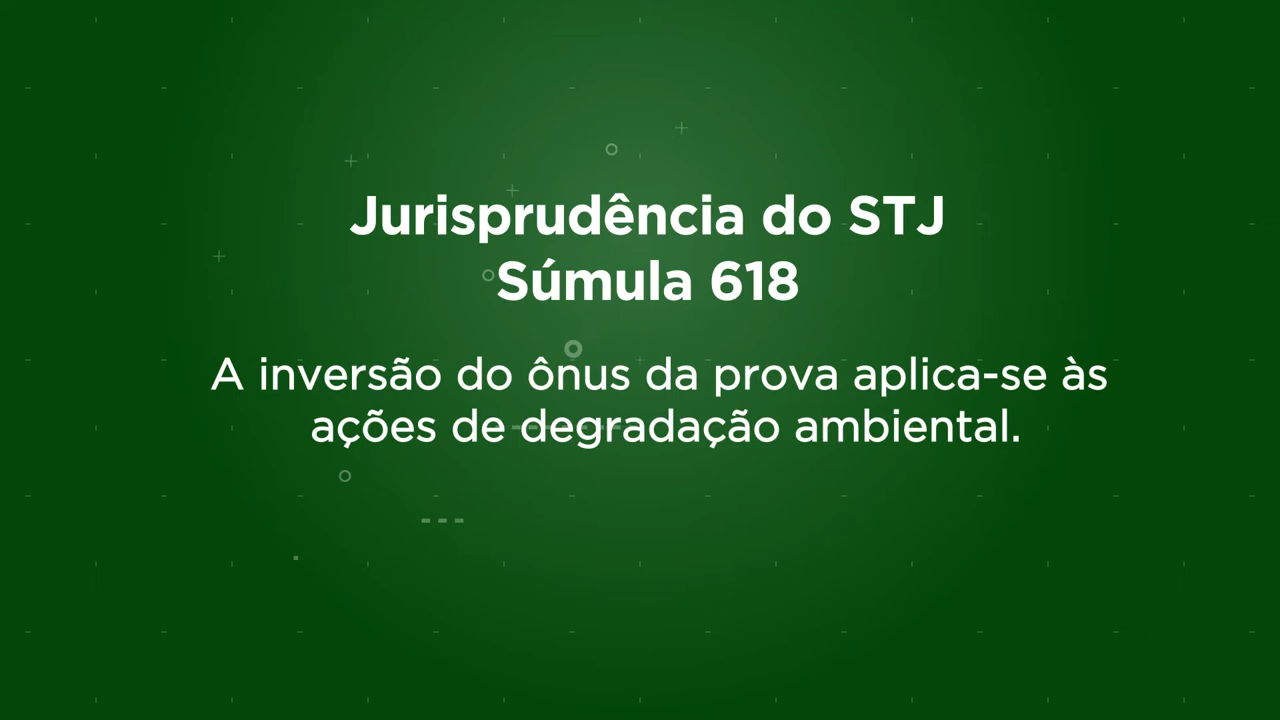 Jurisprudência do STJ
Súmula 618
A inversão do ônus da prova aplica-se às
ações de degradação ambiental.